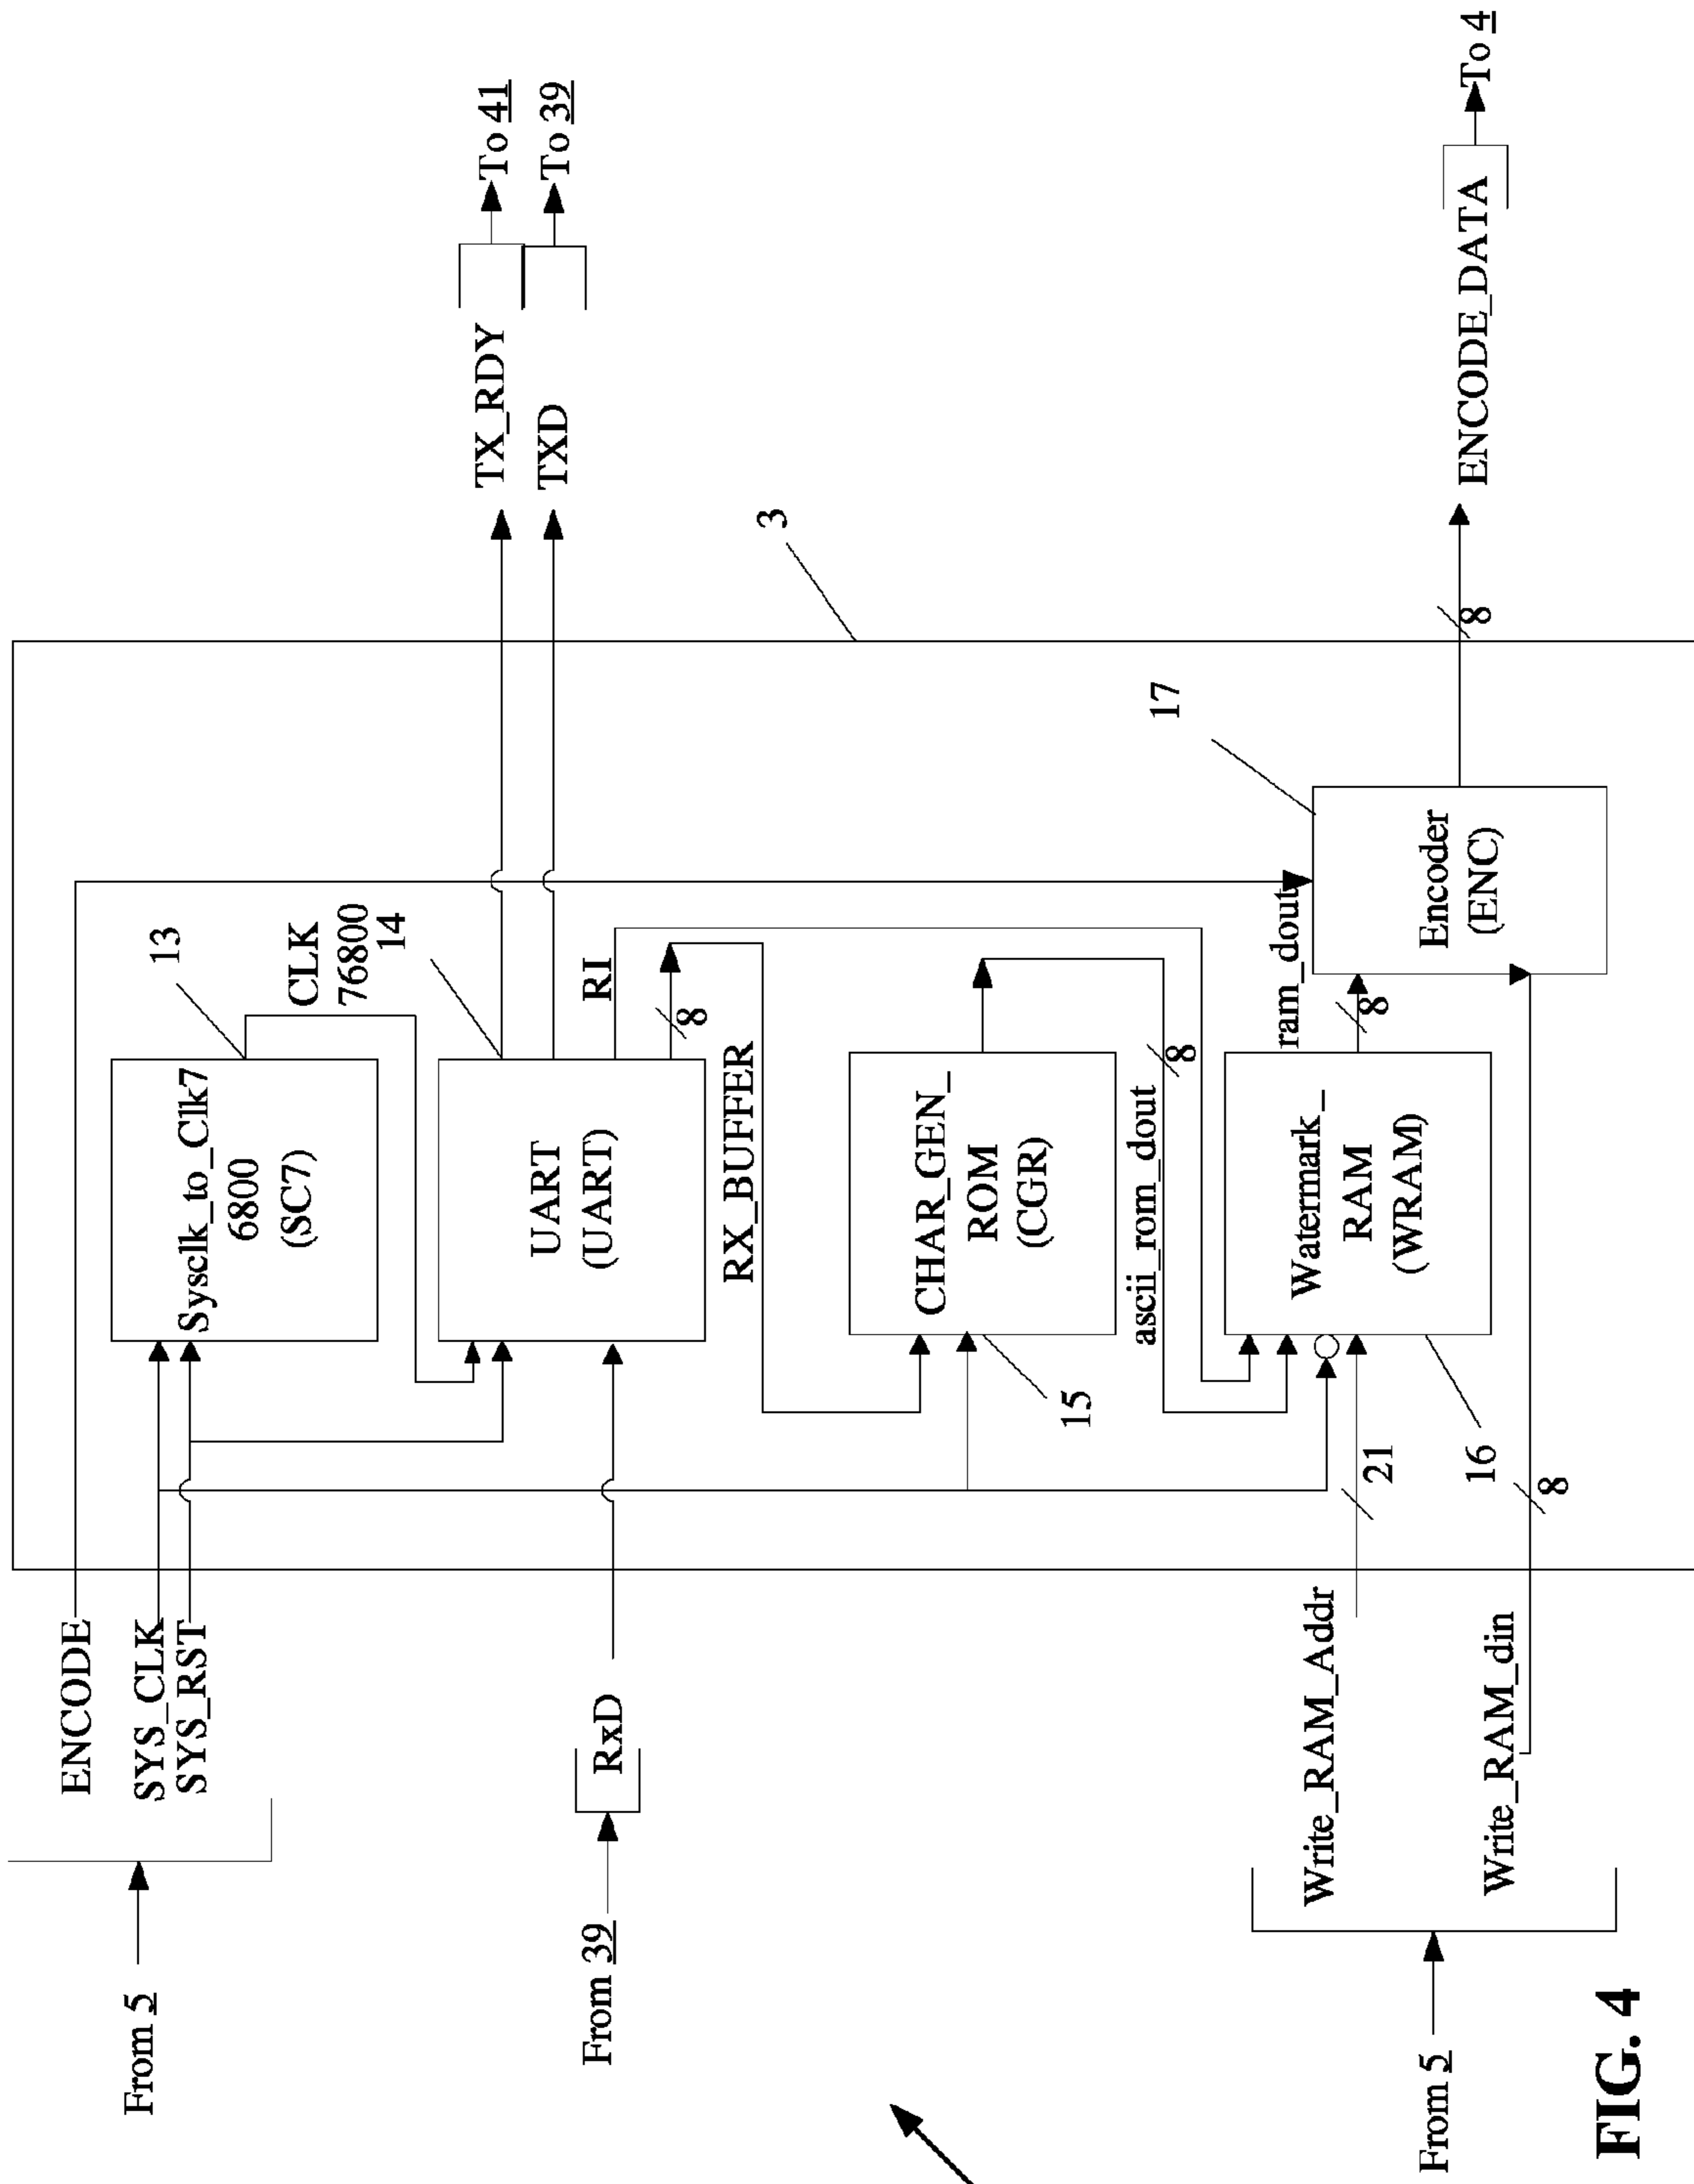 From 5
ENCODE
SYS_CLK
SYS_RST
From 39
RxD
From 5
Write_RAM_Addr
Write_RAM_din
21
8
13
Sysclk_to_Clk7
6800
(SC7)
CLK
76800
14
UART
(UART)
RI
8
RX_BUFFER
CHAR_GEN_
ROM
(CGR)
15
ascii_rom_dout
8
Watermark_
RAM
(WRAM)
16
ram_dout
8
17
Encoder
(ENC)
8
3
TX_RDY
To 41
TXD
To 39
ENCODE_DATA
To 4
FIG. 4